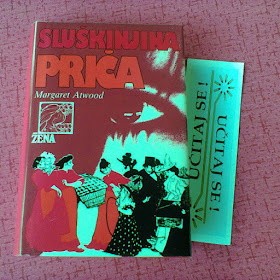 SLUŠKINJINA
PRIČA
Margaret Atwood
ŽENA
UČITAJ SE !
UČITAJ SE !